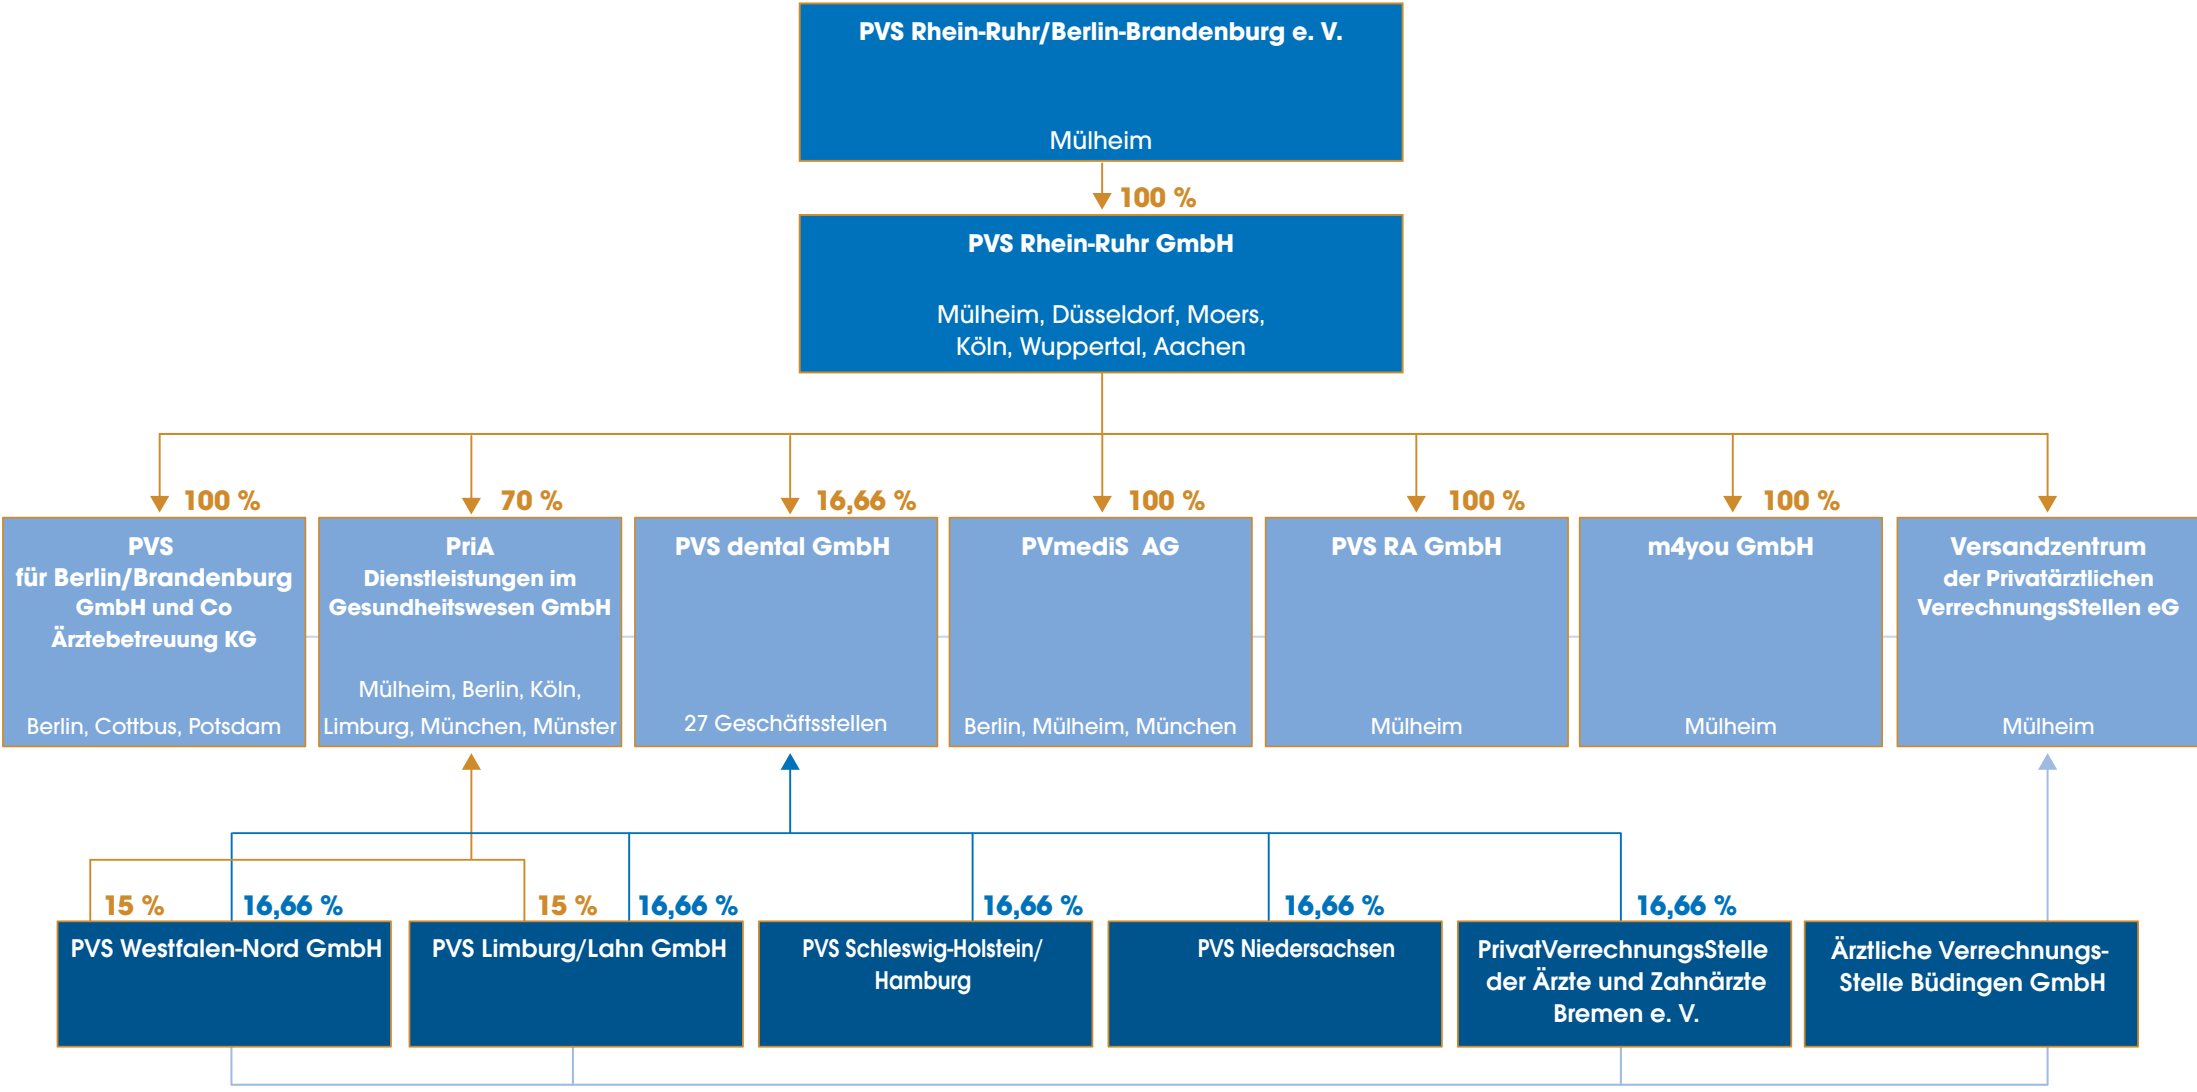 PVS Rhein-Ruhr/Berlin-Brandenburg e. V.
Mülheim
100 %
PVS Rhein-Ruhr GmbH
Mülheim, Düsseldorf, Moers,
Köln, Wuppertal, Aachen
100 %
70 %
16,66 %
100 %
100 %
100 %
PVS
für Berlin/Brandenburg
GmbH und Co
Ärztebetreuung KG
Berlin, Cottbus, Potsdam
PriA
Dienstleistungen im
Gesundheitswesen GmbH
Mülheim, Berlin, Köln,
Limburg, München, Münster
PVS dental GmbH
27 Geschäftsstellen
PVmediS AG
Berlin, Mülheim, München
PVS RA GmbH
Mülheim
m4you GmbH
Mülheim
Versandzentrum
der Privatärztlichen
VerrechnungsStellen eG
Mülheim
15 %
16,66 %
15 %
16,66 %
16,66 %
16,66 %
16,66 %
PVS Westfalen-Nord GmbH
PVS Limburg/Lahn GmbH
PVS Schleswig-Holstein/
Hamburg
PVS Niedersachsen
PrivatVerrechnungsStelle
der Ärzte und Zahnärzte
Bremen e. V.
Ärztliche Verrechnungs-
Stelle Büdingen GmbH